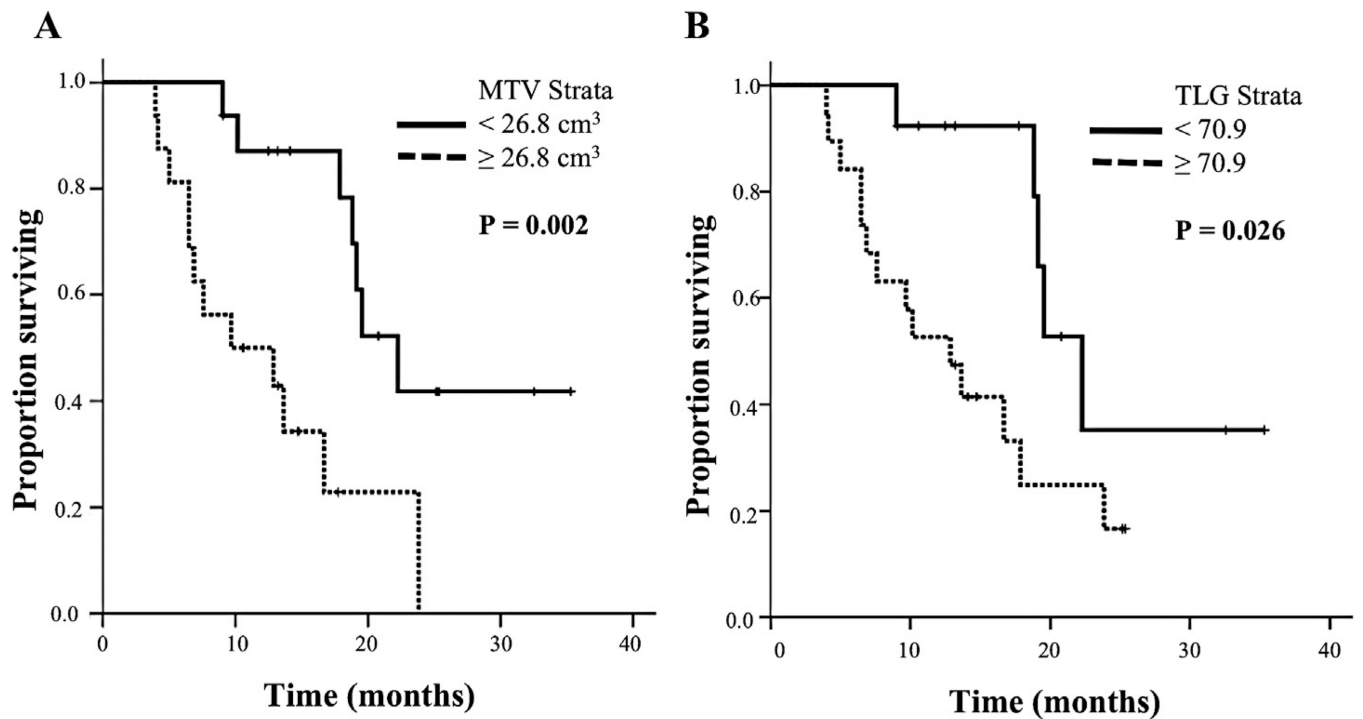 A
Proportion surviving
1.0
0.8
0.6
0.4
0.2
0.0
MTV Strata
< 26.8 cm³
≥ 26.8 cm³
P = 0.002
0 10 20 30 40
Time (months)
B
Proportion surviving
1.0
0.8
0.6
0.4
0.2
0.0
TLG Strata
< 70.9
≥ 70.9
P = 0.026
0 10 20 30 40
Time (months)